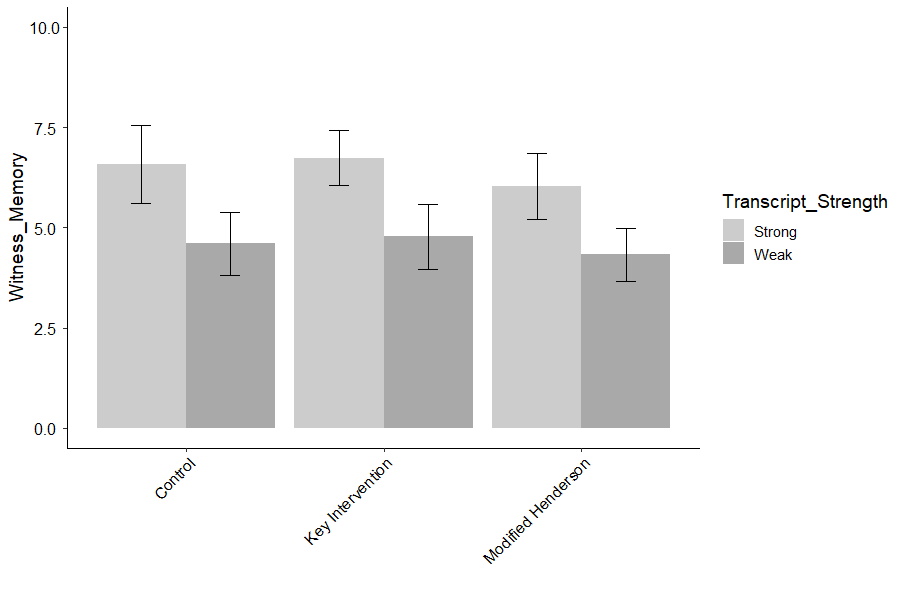 Witness_Memory
10.0
7.5
5.0
2.5
0.0
Control
Key Intervention
Modified Henderson
Transcript_Strength
Strong
Weak